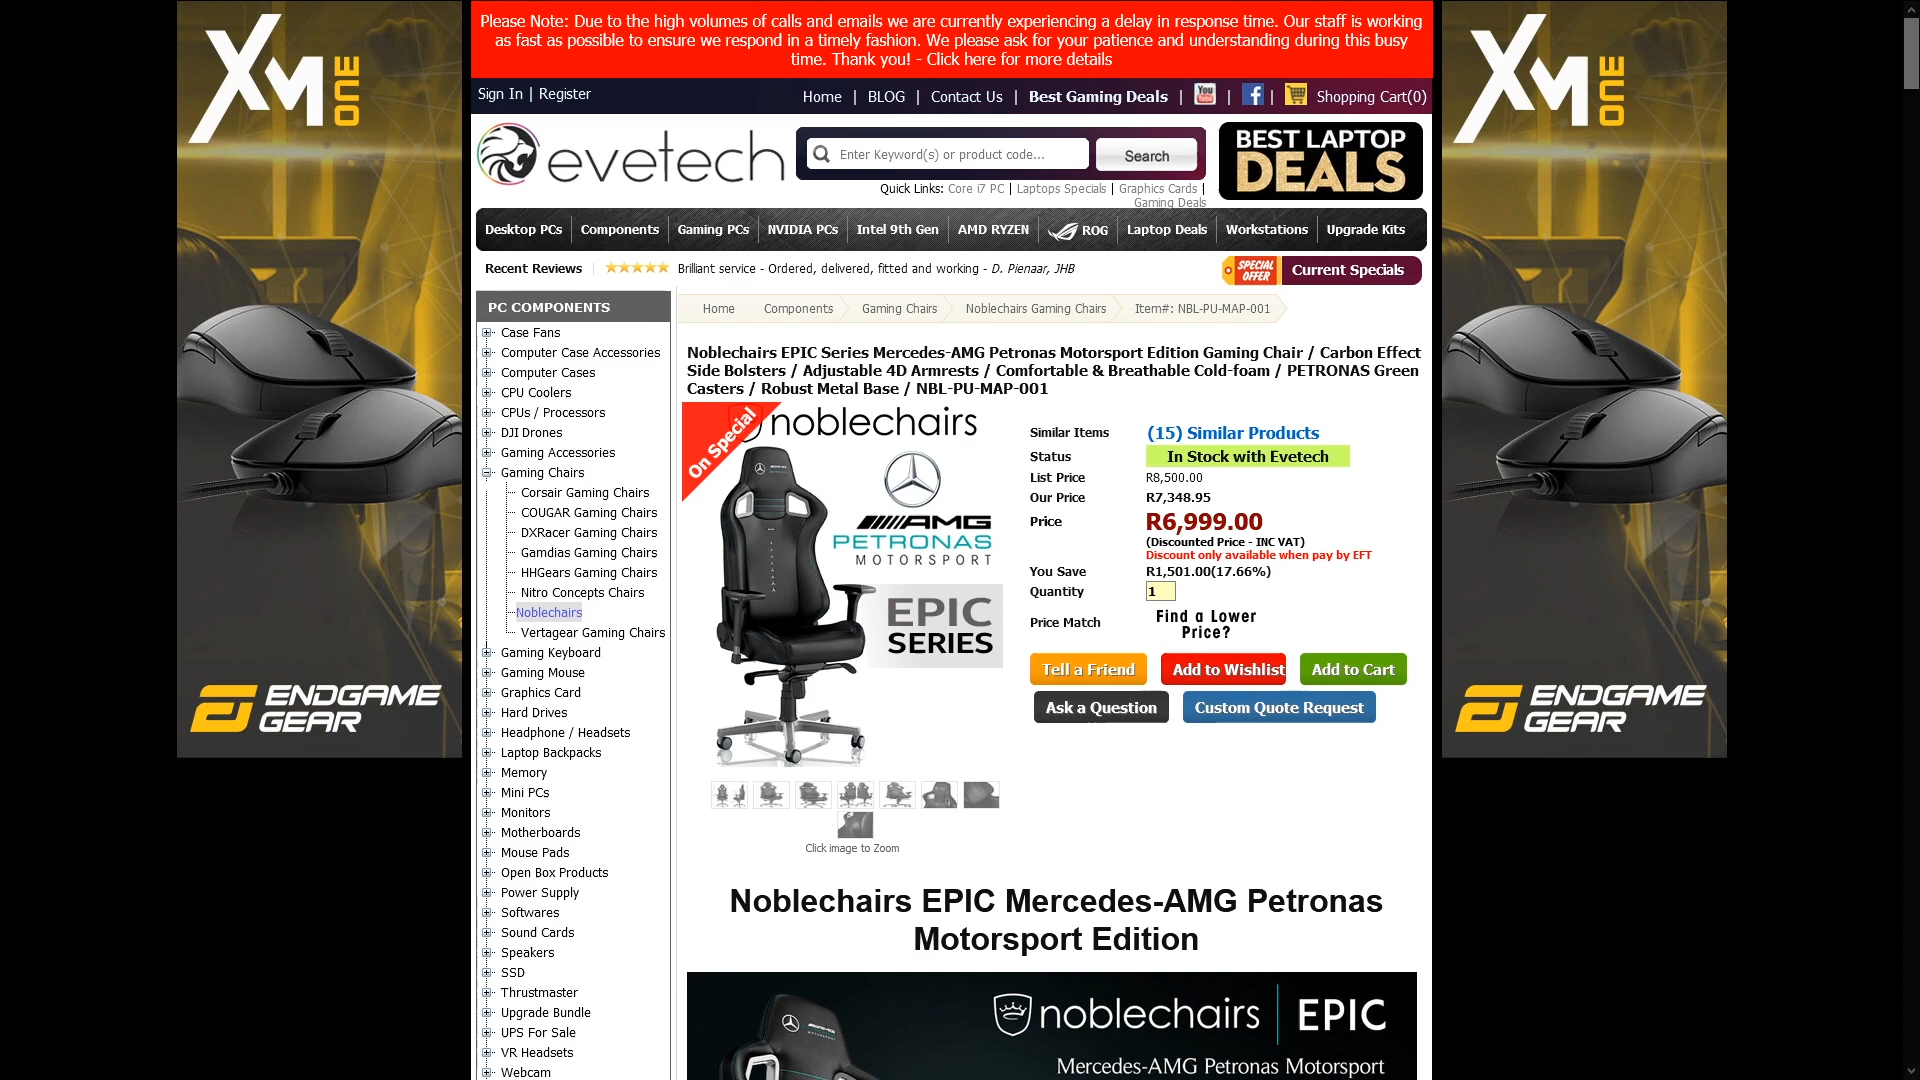 XM ONE
Please Note: Due to the high volumes of calls and emails we are currently experiencing a delay in response time. Our staff is working
as fast as possible to ensure we respond in a timely fashion. We please ask for your patience and understanding during this busy
time. Thank you! - Click here for more details
XM ONE
Sign In | Register
Home | BLOG | Contact Us | Best Gaming Deals | You Tube | f | Shopping Cart(0)
evetech
Enter Keyword(s) or product code...
Search
BEST LAPTOP
DEALS
Quick Links: Core i7 PC | Laptops Specials | Graphics Cards |
Gaming Deals
Desktop PCs
Components
Gaming PCs
NVIDIA PCs
Intel 9th Gen
AMD RYZEN
ROG
Laptop Deals
Workstations
Upgrade Kits
Recent Reviews
Brilliant service - Ordered, delivered, fitted and working - D. Pienaar, JHB
SPECIAL
OFFER
Current Specials
PC COMPONENTS
Case Fans
Computer Case Accessories
Computer Cases
CPU Coolers
CPUs / Processors
DJI Drones
Gaming Accessories
Gaming Chairs
Corsair Gaming Chairs
COUGAR Gaming Chairs
DXRacer Gaming Chairs
Gamdias Gaming Chairs
HHGears Gaming Chairs
Nitro Concepts Chairs
Noblechairs
Vertagear Gaming Chairs
Gaming Keyboard
Gaming Mouse
Graphics Card
Hard Drives
Headphone / Headsets
Laptop Backpacks
Memory
Mini PCs
Monitors
Motherboards
Mouse Pads
Open Box Products
Power Supply
Softwares
Sound Cards
Speakers
SSD
Thrustmaster
Upgrade Bundle
UPS For Sale
VR Headsets
Webcam
Home
Components
Gaming Chairs
Noblechairs Gaming Chairs
Item#: NBL-PU-MAP-001
Noblechairs EPIC Series Mercedes-AMG Petronas Motorsport Edition Gaming Chair / Carbon Effect
Side Bolsters / Adjustable 4D Armrests / Comfortable & Breathable Cold-foam / PETRONAS Green
Casters / Robust Metal Base / NBL-PU-MAP-001
On Special
noblechairs
AMG
PETRONAS
MOTORSPORT
EPIC
SERIES
Click image to Zoom
Similar Items (15) Similar Products
Status In Stock with Evetech
List Price R8,500.00
Our Price R7,348.95
Price R6,999.00
(Discounted Price - INC VAT)
Discount only available when pay by EFT
You Save R1,501.00(17.66%)
Quantity 1
Price Match Find a Lower
Price?
Tell a Friend
Add to Wishlist
Add to Cart
Ask a Question
Custom Quote Request
Noblechairs EPIC Mercedes-AMG Petronas
Motorsport Edition
noblechairs | EPIC
Mercedes-AMG Petronas Motorsport
ENDGAME
GEAR
ENDGAME
GEAR